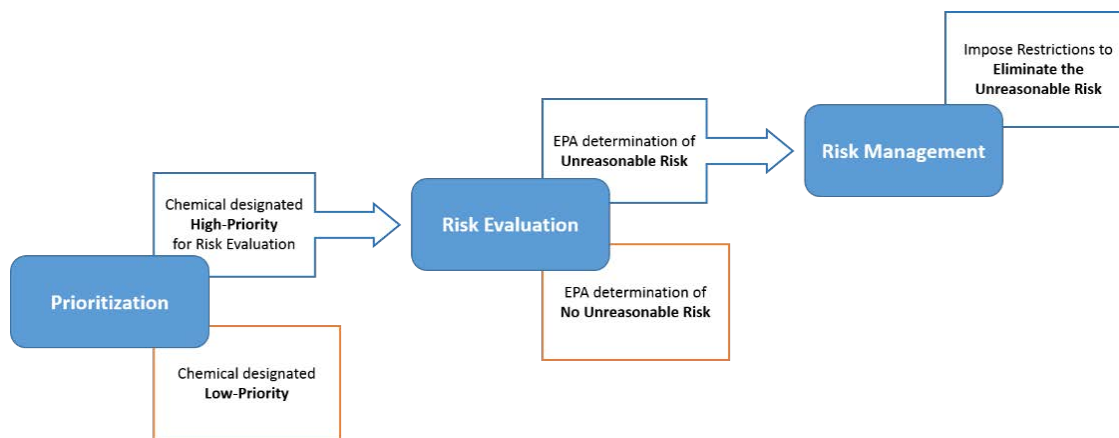 Prioritization
Chemical designated
High-Priority
for Risk Evaluation
Chemical designated
Low-Priority
Risk Evaluation
EPA determination of
Unreasonable Risk
EPA determination of
No Unreasonable Risk
Risk Management
Impose Restrictions to
Eliminate the
Unreasonable Risk